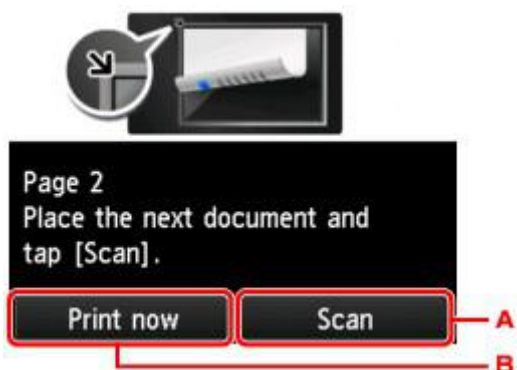 Page 2
Place the next document and
tap [Scan].
Print now
Scan
A
B